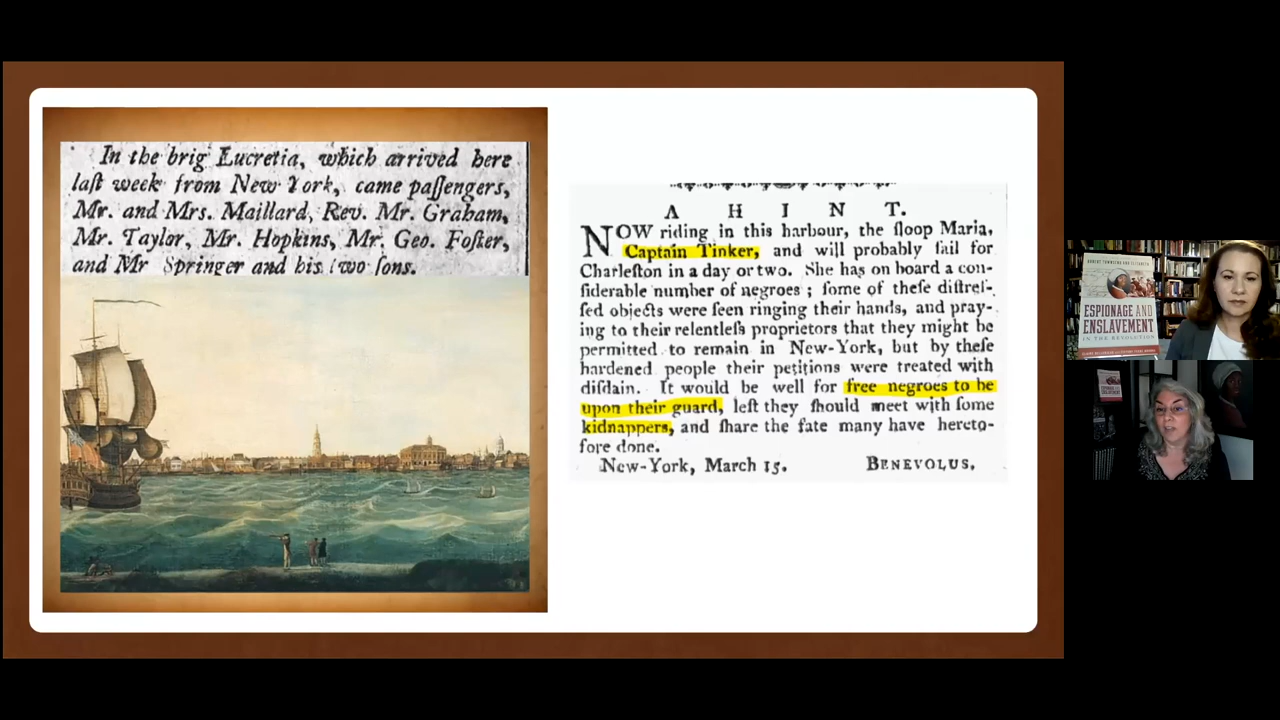 In the brig Lucretia, which arrived here
laſt week from New York, came paſſengers,
Mr. and Mrs. Maillard, Rev. Mr. Graham,
Mr. Taylor, Mr. Hopkins, Mr. Geo. Foſter,
and Mr Springer and his two ſons.
A HINT.
NOW riding in this harbour, the ſloop Maria,
Captain Tinker, and will probably ſail for
Charleſton in a day or two. She has on board a con-
ſiderable number of negroes; ſome of theſe diſtreſ-
ſed objects were ſeen ringing their hands, and pray-
ing to their relentleſs proprietors that they might be
permitted to remain in New-York, but by theſe
hardened people their petitions were treated with
diſdain. It would be well for free negroes to be
upon their guard, leſt they ſhould meet with ſome
kidnappers, and ſhare the fate many have hereto-
fore done.
New-York, March 15. BENEVOLUS.
ROBERT TOWNSEND AND ELIZABETH
ESPIONAGE AND
ENSLAVEMENT
IN THE REVOLUTION